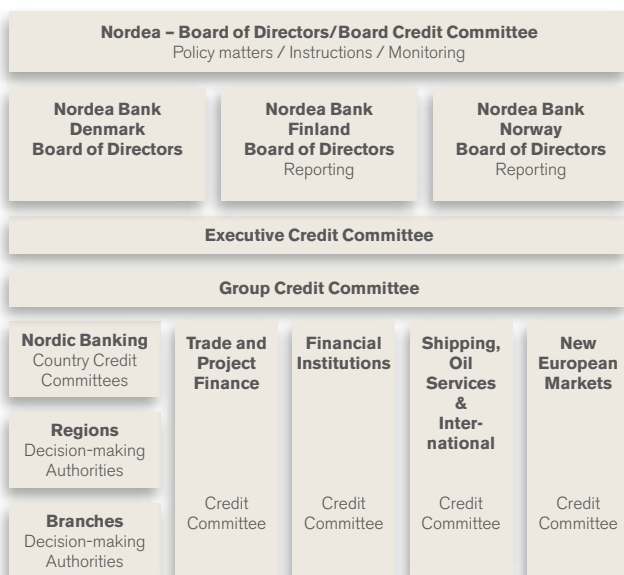 Nordea – Board of Directors/Board Credit Committee
Policy matters / Instructions / Monitoring
Nordea Bank
Denmark
Board of Directors
Nordea Bank
Finland
Board of Directors
Reporting
Nordea Bank
Norway
Board of Directors
Reporting
Executive Credit Committee
Group Credit Committee
Nordic Banking
Country Credit
Committees
Regions
Decision-making
Authorities
Branches
Decision-making
Authorities
Trade and
Project
Finance
Credit
Committee
Financial
Institutions
Credit
Committee
Shipping,
Oil
Services
&
Inter-
national
Credit
Committee
New
European
Markets
Credit
Committee